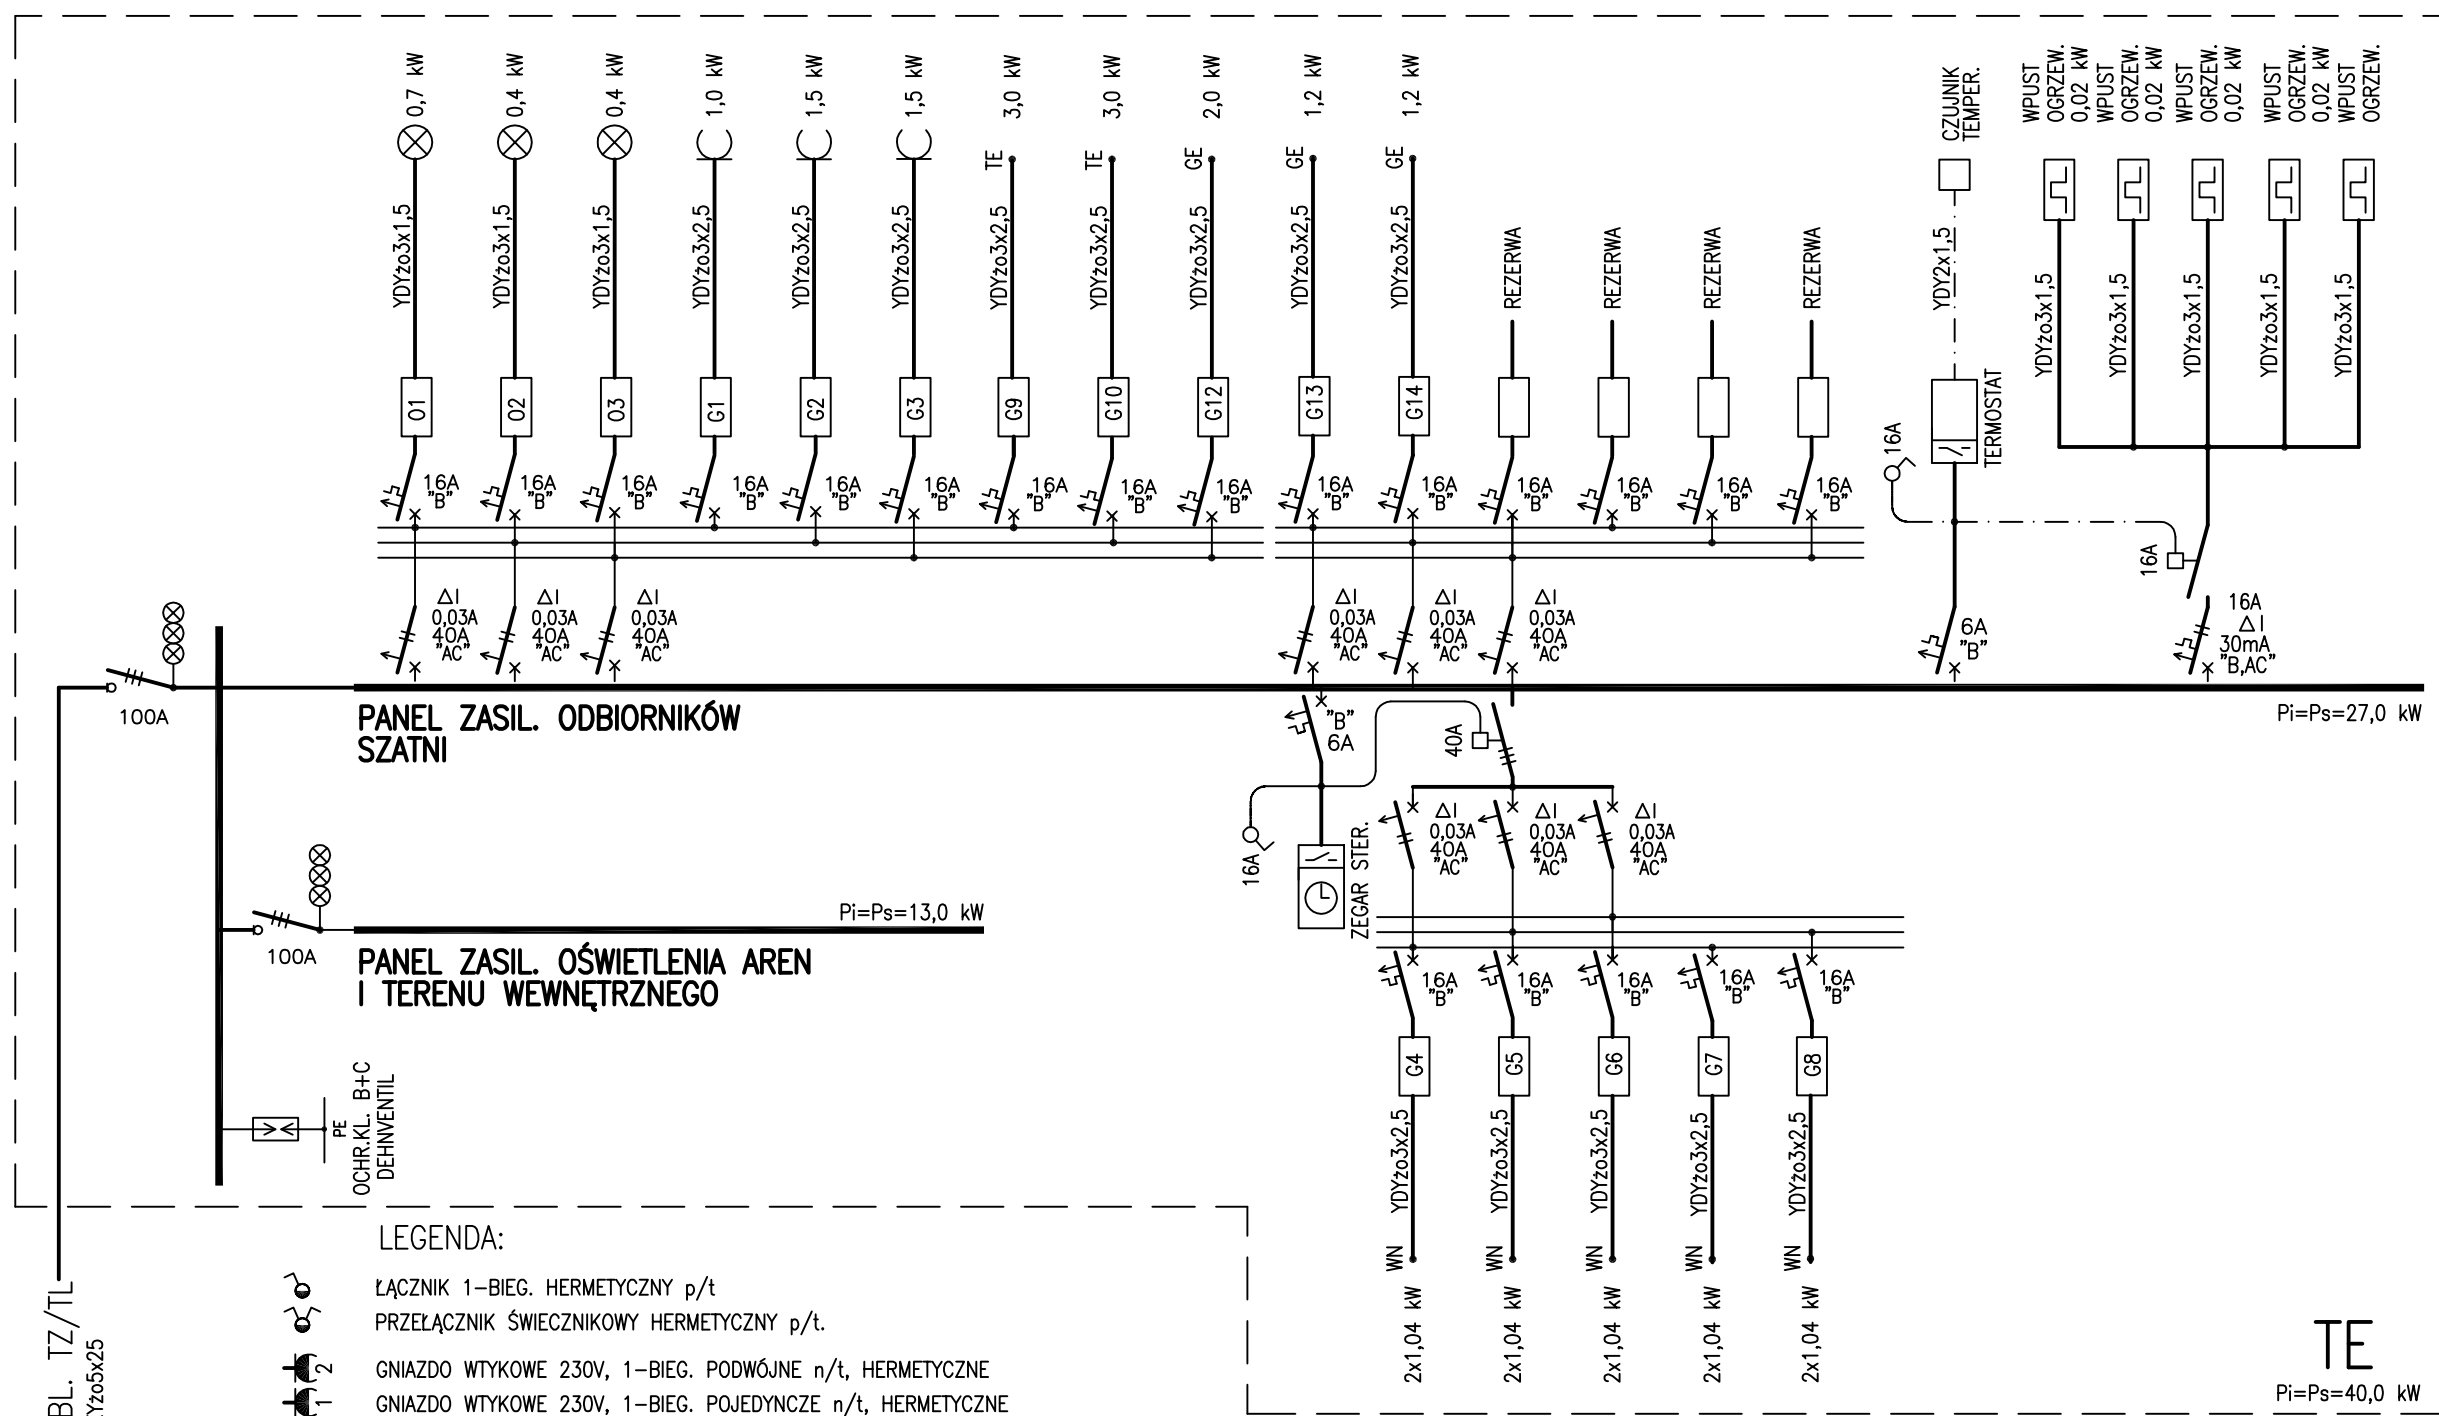 0,7 kW
0,4 kW
0,4 kW
1,0 kW
1,5 kW
1,5 kW
3,0 kW
3,0 kW
2,0 kW
1,2 kW
1,2 kW
CZUJNIK
TEMPER.
WPUST
OGRZEW.
0,02 kW
WPUST
OGRZEW.
0,02 kW
WPUST
OGRZEW.
0,02 kW
WPUST
OGRZEW.
0,02 kW
WPUST
OGRZEW.
TE
TE
GE
GE
GE
YDYżo3x1,5
YDYżo3x1,5
YDYżo3x1,5
YDYżo3x2,5
YDYżo3x2,5
YDYżo3x2,5
YDYżo3x2,5
YDYżo3x2,5
YDYżo3x2,5
YDYżo3x2,5
YDYżo3x2,5
REZERWA
REZERWA
REZERWA
REZERWA
YDY2x1,5
YDYżo3x1,5
YDYżo3x1,5
YDYżo3x1,5
YDYżo3x1,5
YDYżo3x1,5
O1
O2
O3
G1
G2
G3
G9
G10
G12
G13
G14
TERMOSTAT
16A
16A
"B"
16A
"B"
16A
"B"
16A
"B"
16A
"B"
16A
"B"
16A
"B"
16A
"B"
16A
"B"
16A
"B"
16A
"B"
16A
"B"
16A
"B"
16A
"B"
16A
"B"
16A
ΔI
0,03A
40A
"AC"
ΔI
0,03A
40A
"AC"
ΔI
0,03A
40A
"AC"
ΔI
0,03A
40A
"AC"
ΔI
0,03A
40A
"AC"
ΔI
0,03A
40A
"AC"
6A
"B"
16A
ΔI
30mA
"B,AC"
100A
PANEL ZASIL. ODBIORNIKÓW
SZATNI
Pi=Ps=27,0 kW
"B"
6A
40A
16A
ZEGAR STER.
ΔI
0,03A
40A
"AC"
ΔI
0,03A
40A
"AC"
ΔI
0,03A
40A
"AC"
Pi=Ps=13,0 kW
100A
PANEL ZASIL. OŚWIETLENIA AREN
I TERENU WEWNĘTRZNEGO
16A
"B"
16A
"B"
16A
"B"
16A
"B"
16A
"B"
G4
G5
G6
G7
G8
PE
OCHR.KL. B+C
DEHNVENTIL
YDYżo3x2,5
YDYżo3x2,5
YDYżo3x2,5
YDYżo3x2,5
YDYżo3x2,5
WN
WN
WN
WN
WN
2x1,04 kW
2x1,04 kW
2x1,04 kW
2x1,04 kW
2x1,04 kW
LEGENDA:
ŁĄCZNIK 1-BIEG. HERMETYCZNY p/t
PRZEŁĄCZNIK ŚWIECZNIKOWY HERMETYCZNY p/t.
2
GNIAZDO WTYKOWE 230V, 1-BIEG. PODWÓJNE n/t, HERMETYCZNE
1
GNIAZDO WTYKOWE 230V, 1-BIEG. POJEDYNCZE n/t, HERMETYCZNE
BL. TZ/TL
Yżo5x25
TE
Pi=Ps=40,0 kW